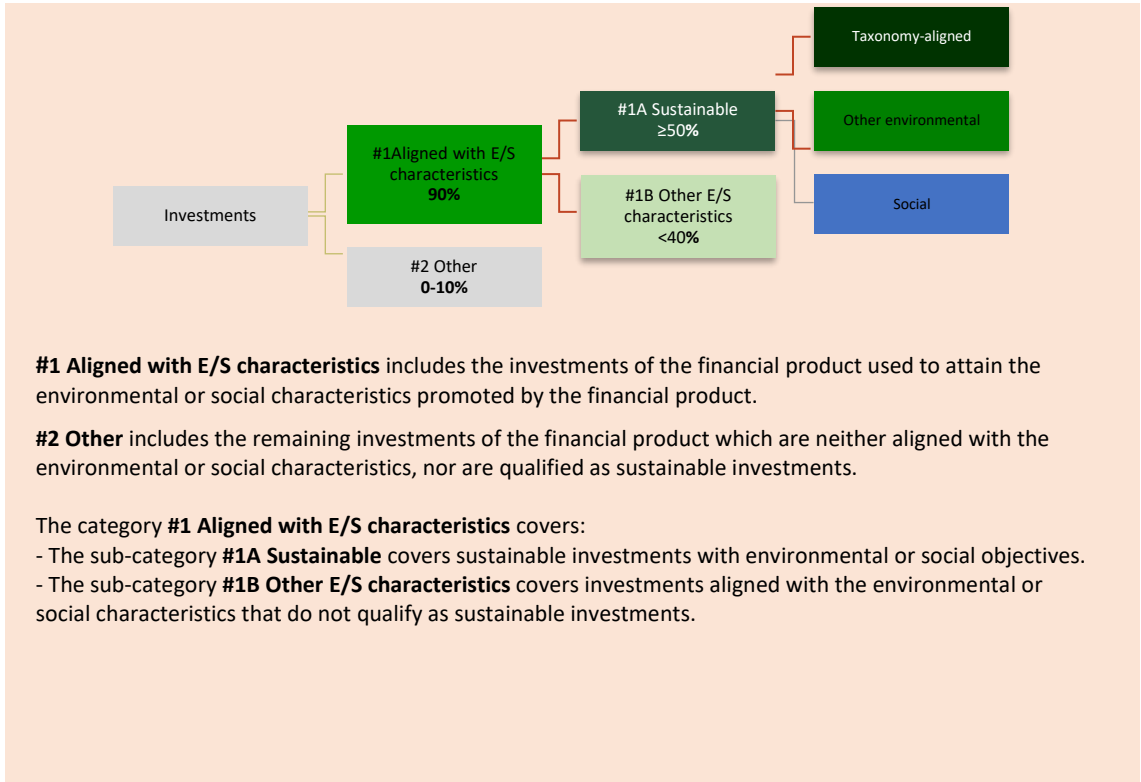 Taxonomy-aligned
#1A Sustainable
≥50%
Other environmental
#1Aligned with E/S
characteristics
90%
#1B Other E/S
characteristics
<40%
Social
Investments
#2 Other
0-10%
#1 Aligned with E/S characteristics includes the investments of the financial product used to attain the
environmental or social characteristics promoted by the financial product.
#2 Other includes the remaining investments of the financial product which are neither aligned with the
environmental or social characteristics, nor are qualified as sustainable investments.
The category #1 Aligned with E/S characteristics covers:
- The sub-category #1A Sustainable covers sustainable investments with environmental or social objectives.
- The sub-category #1B Other E/S characteristics covers investments aligned with the environmental or
social characteristics that do not qualify as sustainable investments.